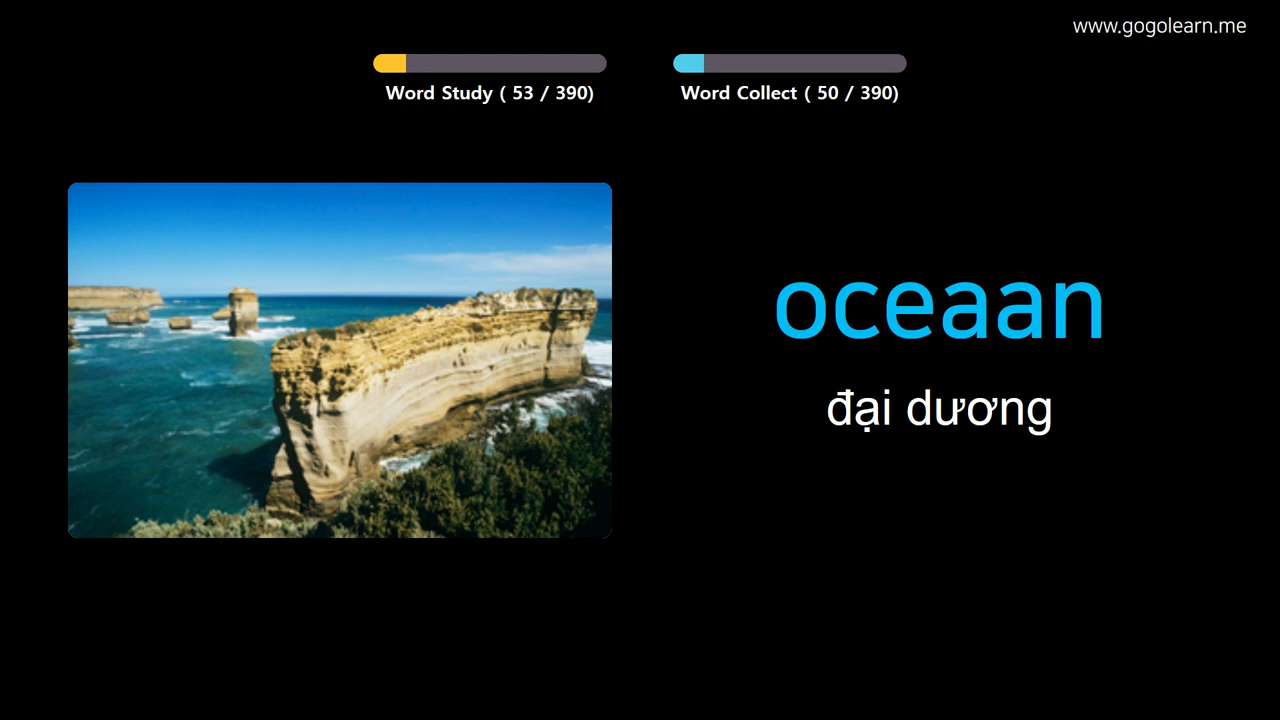 www.gogolearn.me
Word Study ( 53 / 390)
Word Collect ( 50 / 390)
oceaan
đại dương